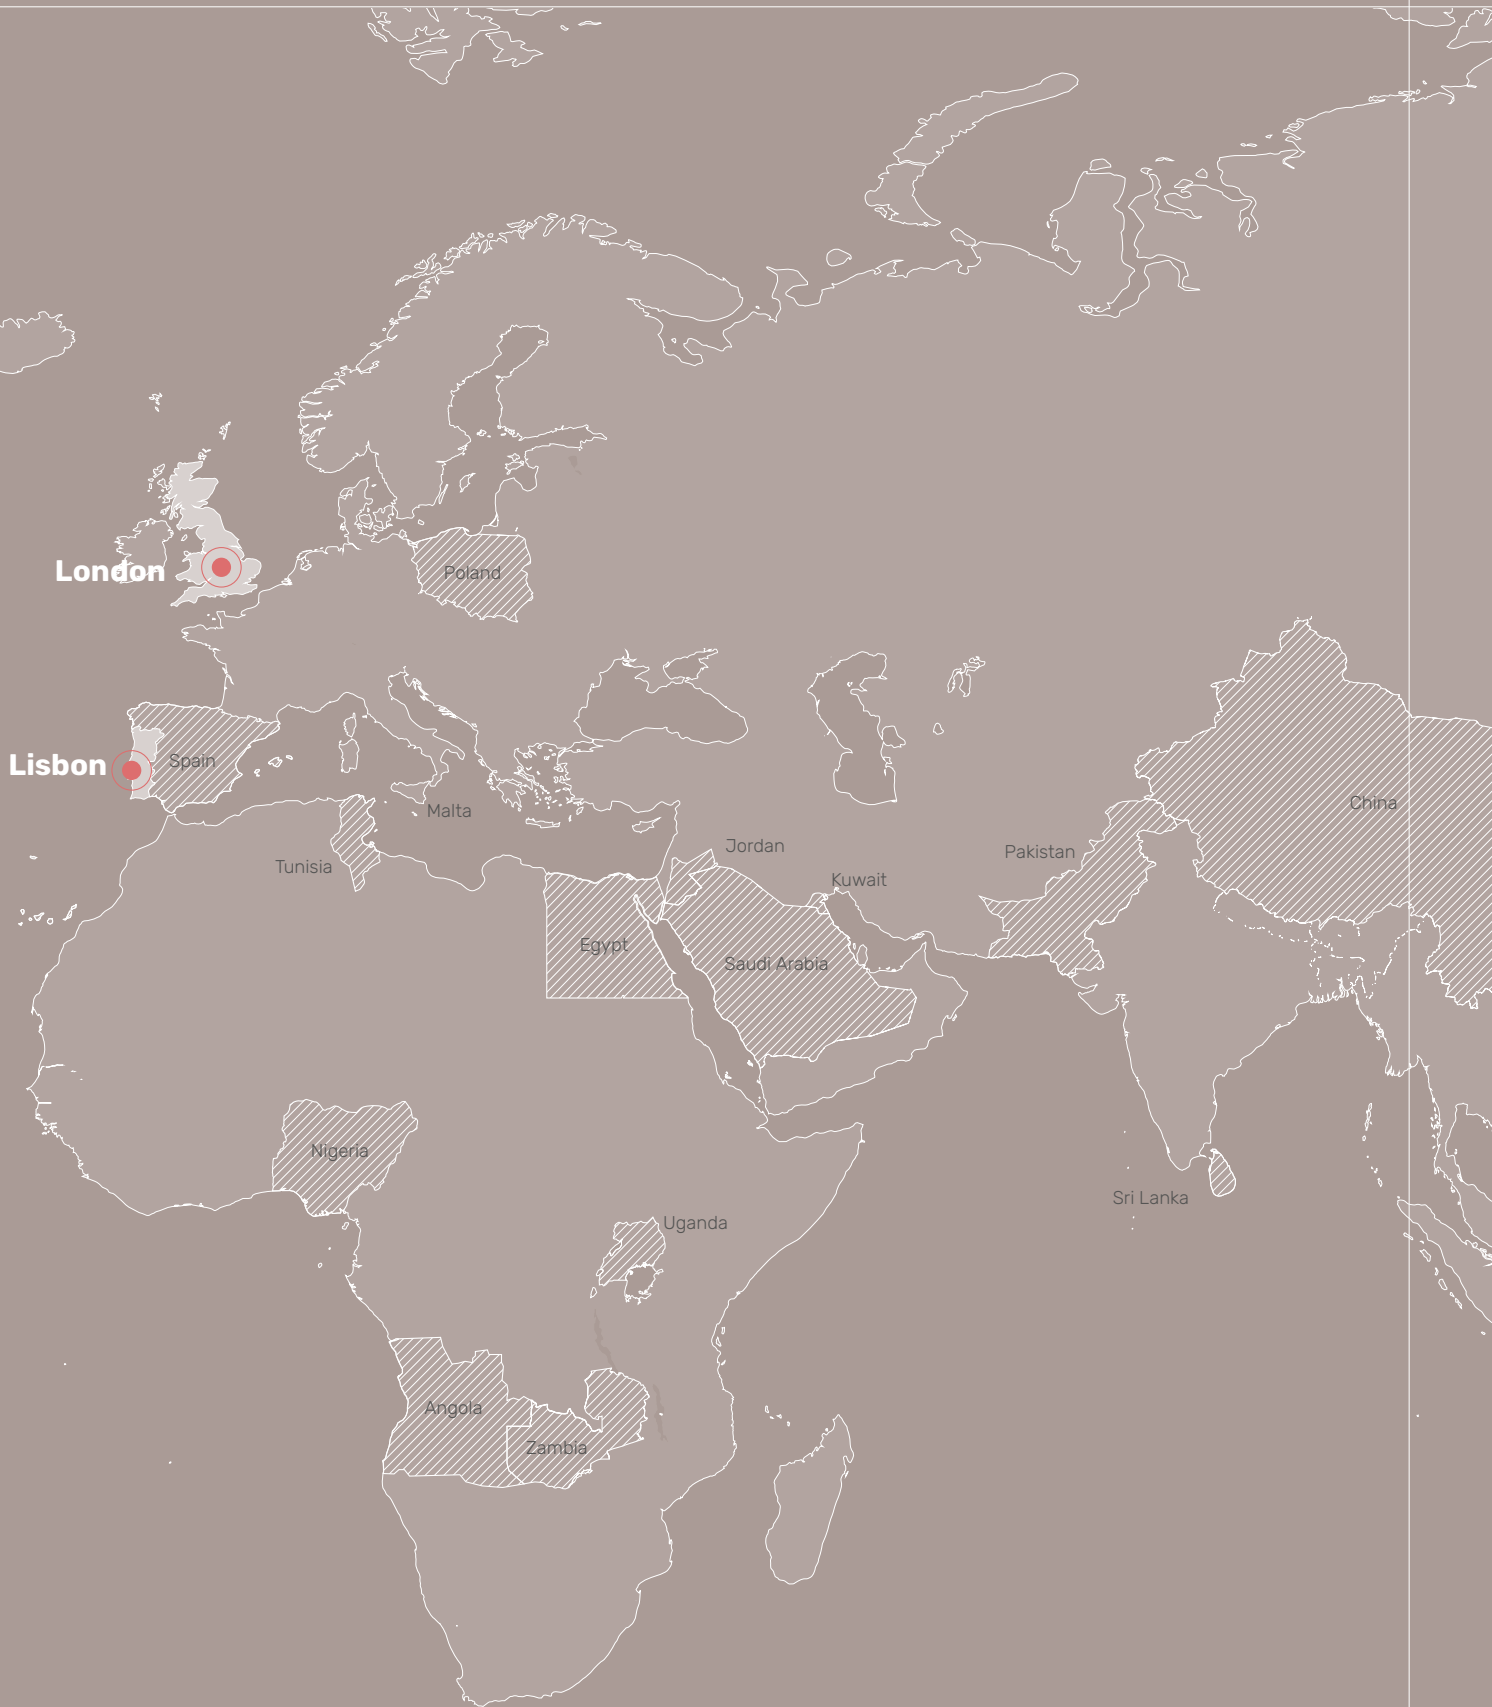 London
Poland
Lisbon
Spain
China
Malta
Jordan
Pakistan
Tunisia
Kuwait
Egypt
Saudi Arabia
Nigeria
Sri Lanka
Uganda
Angola
Zambia